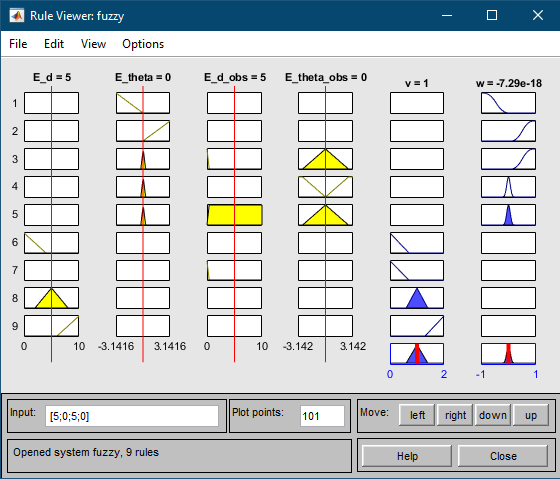 Rule Viewer: fuzzy
File Edit View Options
E_d = 5 E_theta = 0 E_d_obs = 5 E_theta_obs = 0 v = 1 w = -7.29e-18
1
2
3
4
5
6
7
8
9
0 10 -3.1416 3.1416 0 10 -3.142 3.142
0 2 -1 1
Input: [5;0;5;0] Plot points: 101 Move: left right down up
Opened system fuzzy, 9 rules Help Close